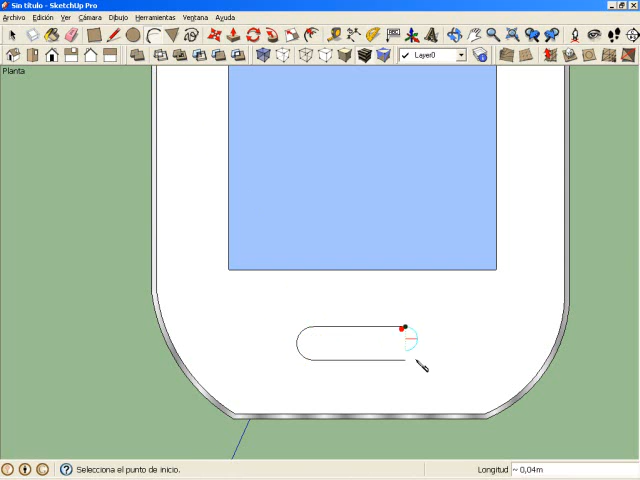 Sin título - SketchUp Pro
Archivo Edición Ver Cámara Dibujo Herramientas Ventana Ayuda
Layer0
Planta
Selecciona el punto de inicio.
Longitud ~ 0,04m